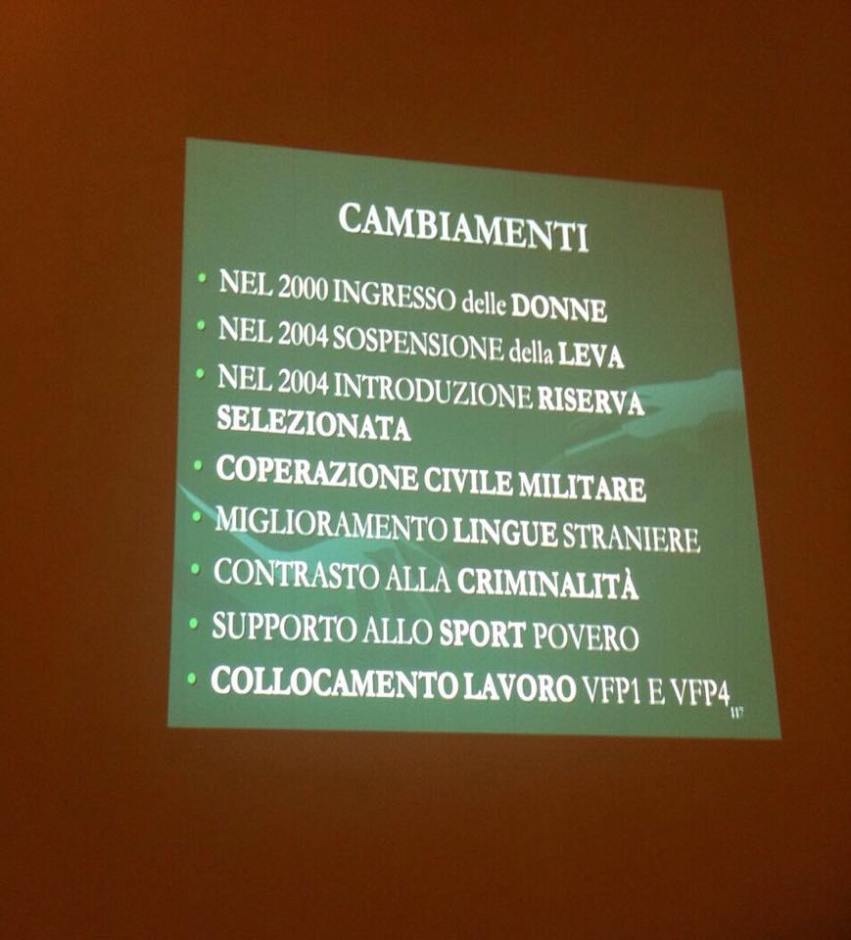 CAMBIAMENTI
• NEL 2000 INGRESSO delle DONNE
• NEL 2004 SOSPENSIONE della LEVA
• NEL 2004 INTRODUZIONE RISERVA
SELEZIONATA
• COPERAZIONE CIVILE MILITARE
• MIGLIORAMENTO LINGUE STRANIERE
• CONTRASTO ALLA CRIMINALITÀ
• SUPPORTO ALLO SPORT POVERO
• COLLOCAMENTO LAVORO VFP1 E VFP4
117